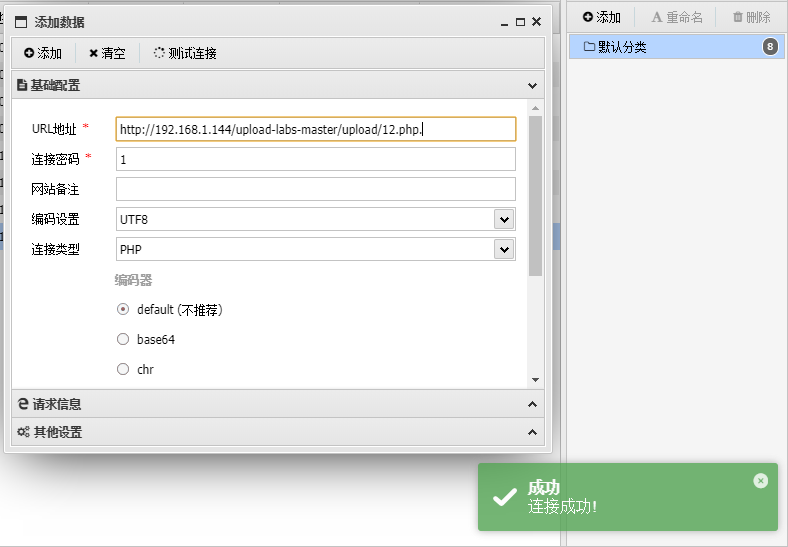 添加数据
添加 清空 测试连接
基础配置
URL地址 * http://192.168.1.144/upload-labs-master/upload/12.php.
连接密码 * 1
网站备注
编码设置 UTF8
连接类型 PHP
编码器
default (不推荐)
base64
chr
请求信息
其他设置
添加 重命名 删除
默认分类 8
成功
连接成功!